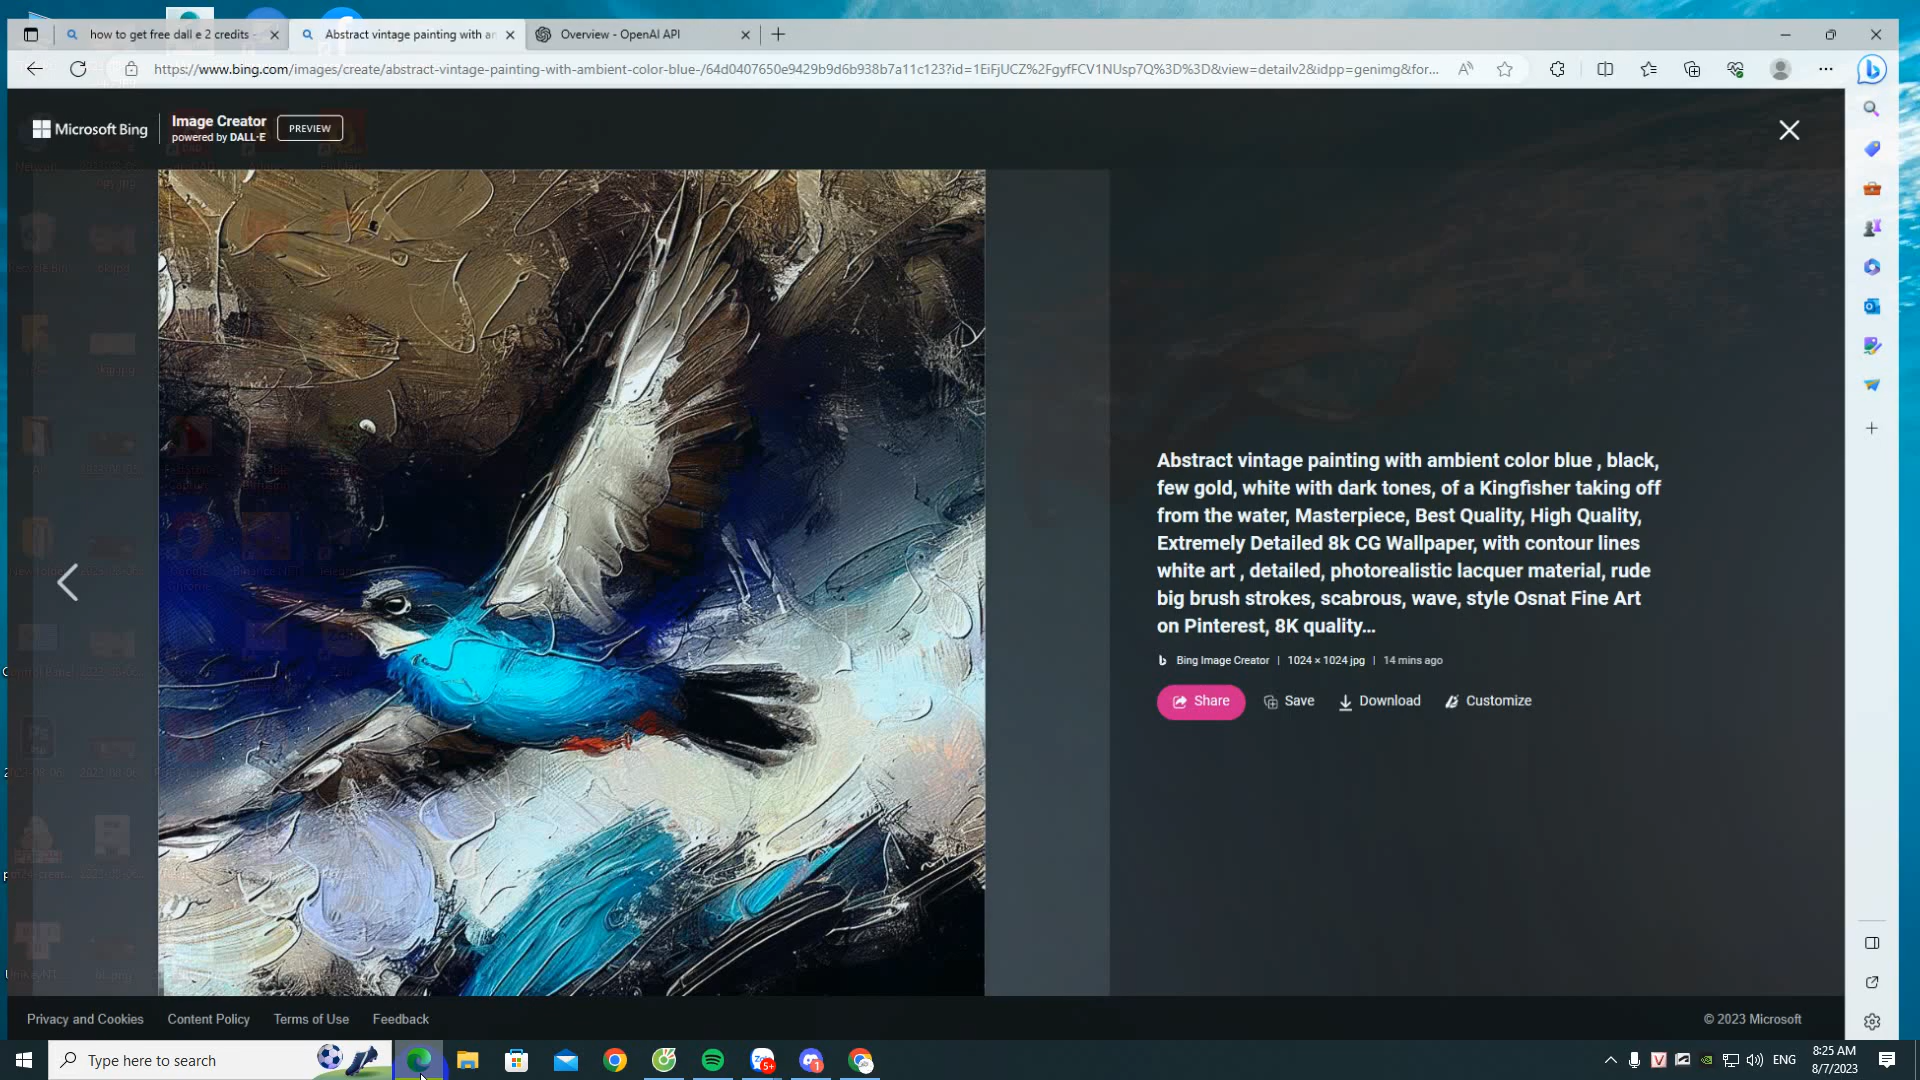 how to get free dall e 2 credits -
Abstract vintage painting with an
Overview - OpenAI API
https://www.bing.com/images/create/abstract-vintage-painting-with-ambient-color-blue-/64d0407650e9429b9d6b938b7a11c123?id=1EiFjUCZ%2FgyfFCV1NUsp7Q%3D%3D&view=detailv2&idpp=genimg&for...
Microsoft Bing
Image Creator
powered by DALL·E
PREVIEW
Abstract vintage painting with ambient color blue , black,
few gold, white with dark tones, of a Kingfisher taking off
from the water, Masterpiece, Best Quality, High Quality,
Extremely Detailed 8k CG Wallpaper, with contour lines
white art , detailed, photorealistic lacquer material, rude
big brush strokes, scabrous, wave, style Osnat Fine Art
on Pinterest, 8K quality...
Bing Image Creator | 1024 × 1024 jpg | 14 mins ago
Share
Save
Download
Customize
Privacy and Cookies
Content Policy
Terms of Use
Feedback
© 2023 Microsoft
Type here to search
Zalo
5+
1
ENG
8:25 AM
8/7/2023